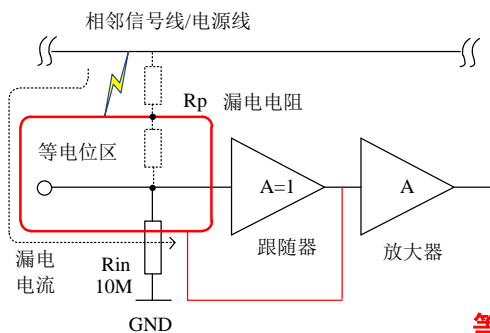 相邻信号线/电源线
Rp 漏电电阻
等电位区
A=1
A
跟随器
放大器
漏电
电流
Rin
10M
GND